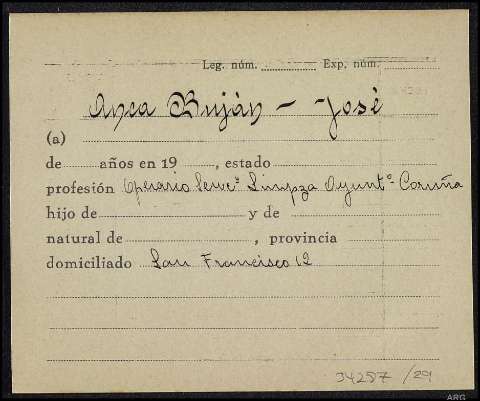 Leg. núm. Exp. núm.
Anca Buján - José
(a)
de años en 19 , estado
profesión Operario Servº Limpza Ayuntº Coruña
hijo de y de
natural de , provincia
domiciliado San Francisco 12
34257/29
ARG